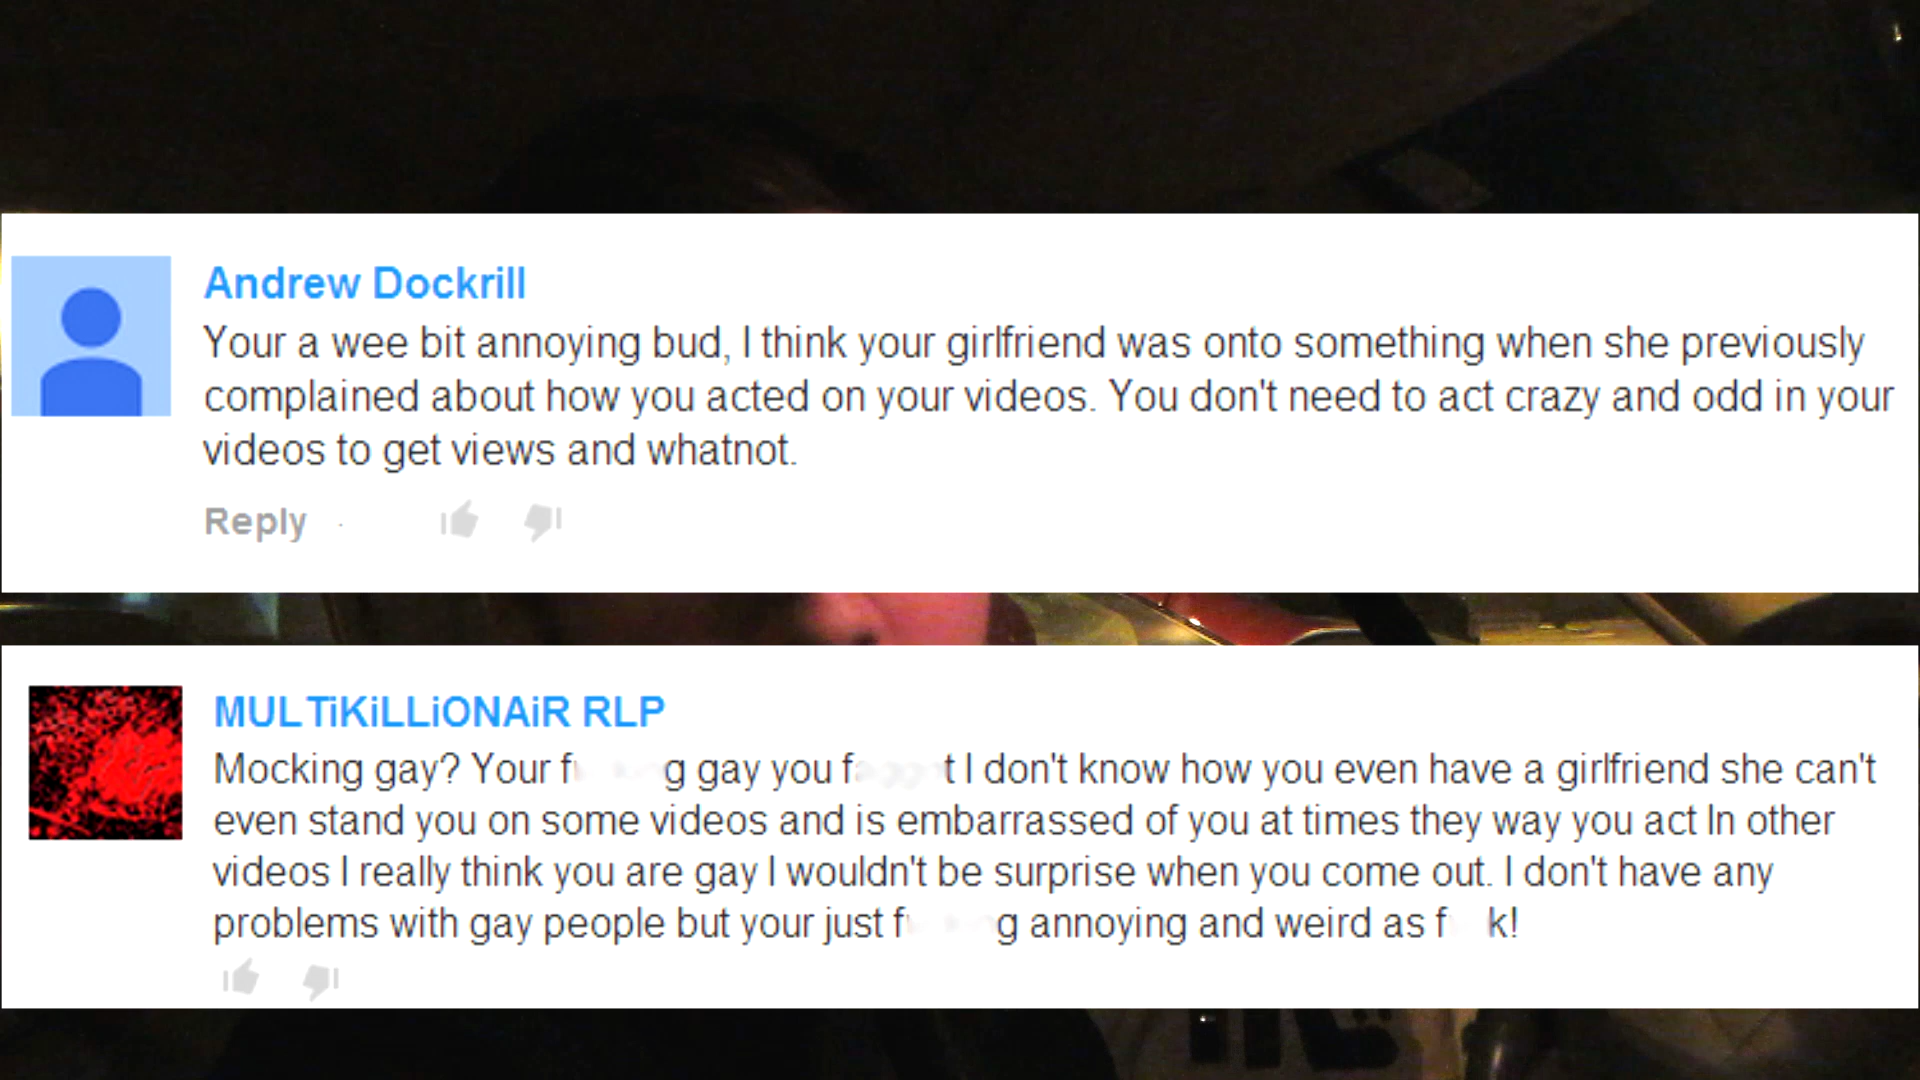 Andrew Dockrill
Your a wee bit annoying bud, I think your girlfriend was onto something when she previously
complained about how you acted on your videos. You don't need to act crazy and odd in your
videos to get views and whatnot.
Reply ·
MULTiKiLLiONAiR RLP
Mocking gay? Your f g gay you f t I don't know how you even have a girlfriend she can't
even stand you on some videos and is embarrassed of you at times they way you act In other
videos I really think you are gay I wouldn't be surprise when you come out. I don't have any
problems with gay people but your just f g annoying and weird as f k!